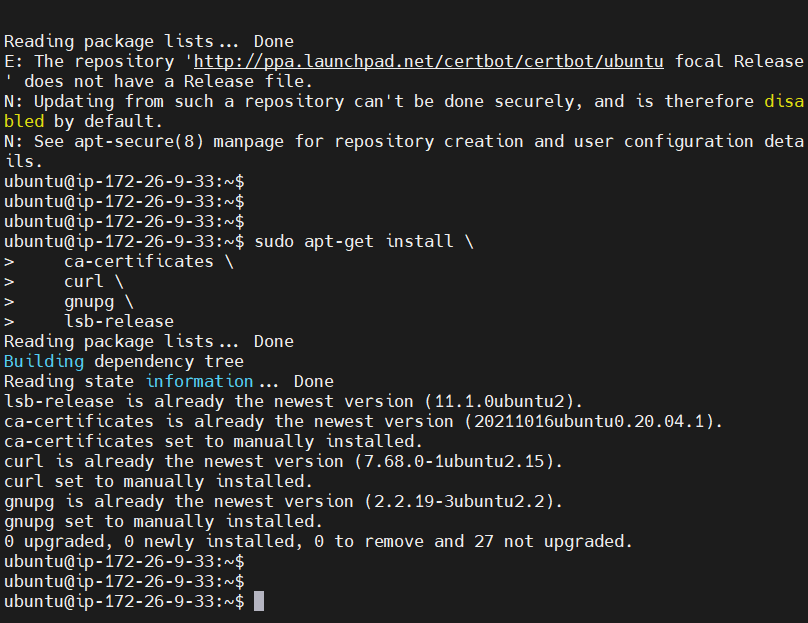 Reading package lists... Done
E: The repository 'http://ppa.launchpad.net/certbot/certbot/ubuntu focal Release
' does not have a Release file.
N: Updating from such a repository can't be done securely, and is therefore disa
bled by default.
N: See apt-secure(8) manpage for repository creation and user configuration deta
ils.
ubuntu@ip-172-26-9-33:~$
ubuntu@ip-172-26-9-33:~$
ubuntu@ip-172-26-9-33:~$
ubuntu@ip-172-26-9-33:~$ sudo apt-get install \
>     ca-certificates \
>     curl \
>     gnupg \
>     lsb-release
Reading package lists... Done
Building dependency tree
Reading state information... Done
lsb-release is already the newest version (11.1.0ubuntu2).
ca-certificates is already the newest version (20211016ubuntu0.20.04.1).
ca-certificates set to manually installed.
curl is already the newest version (7.68.0-1ubuntu2.15).
curl set to manually installed.
gnupg is already the newest version (2.2.19-3ubuntu2.2).
gnupg set to manually installed.
0 upgraded, 0 newly installed, 0 to remove and 27 not upgraded.
ubuntu@ip-172-26-9-33:~$
ubuntu@ip-172-26-9-33:~$
ubuntu@ip-172-26-9-33:~$